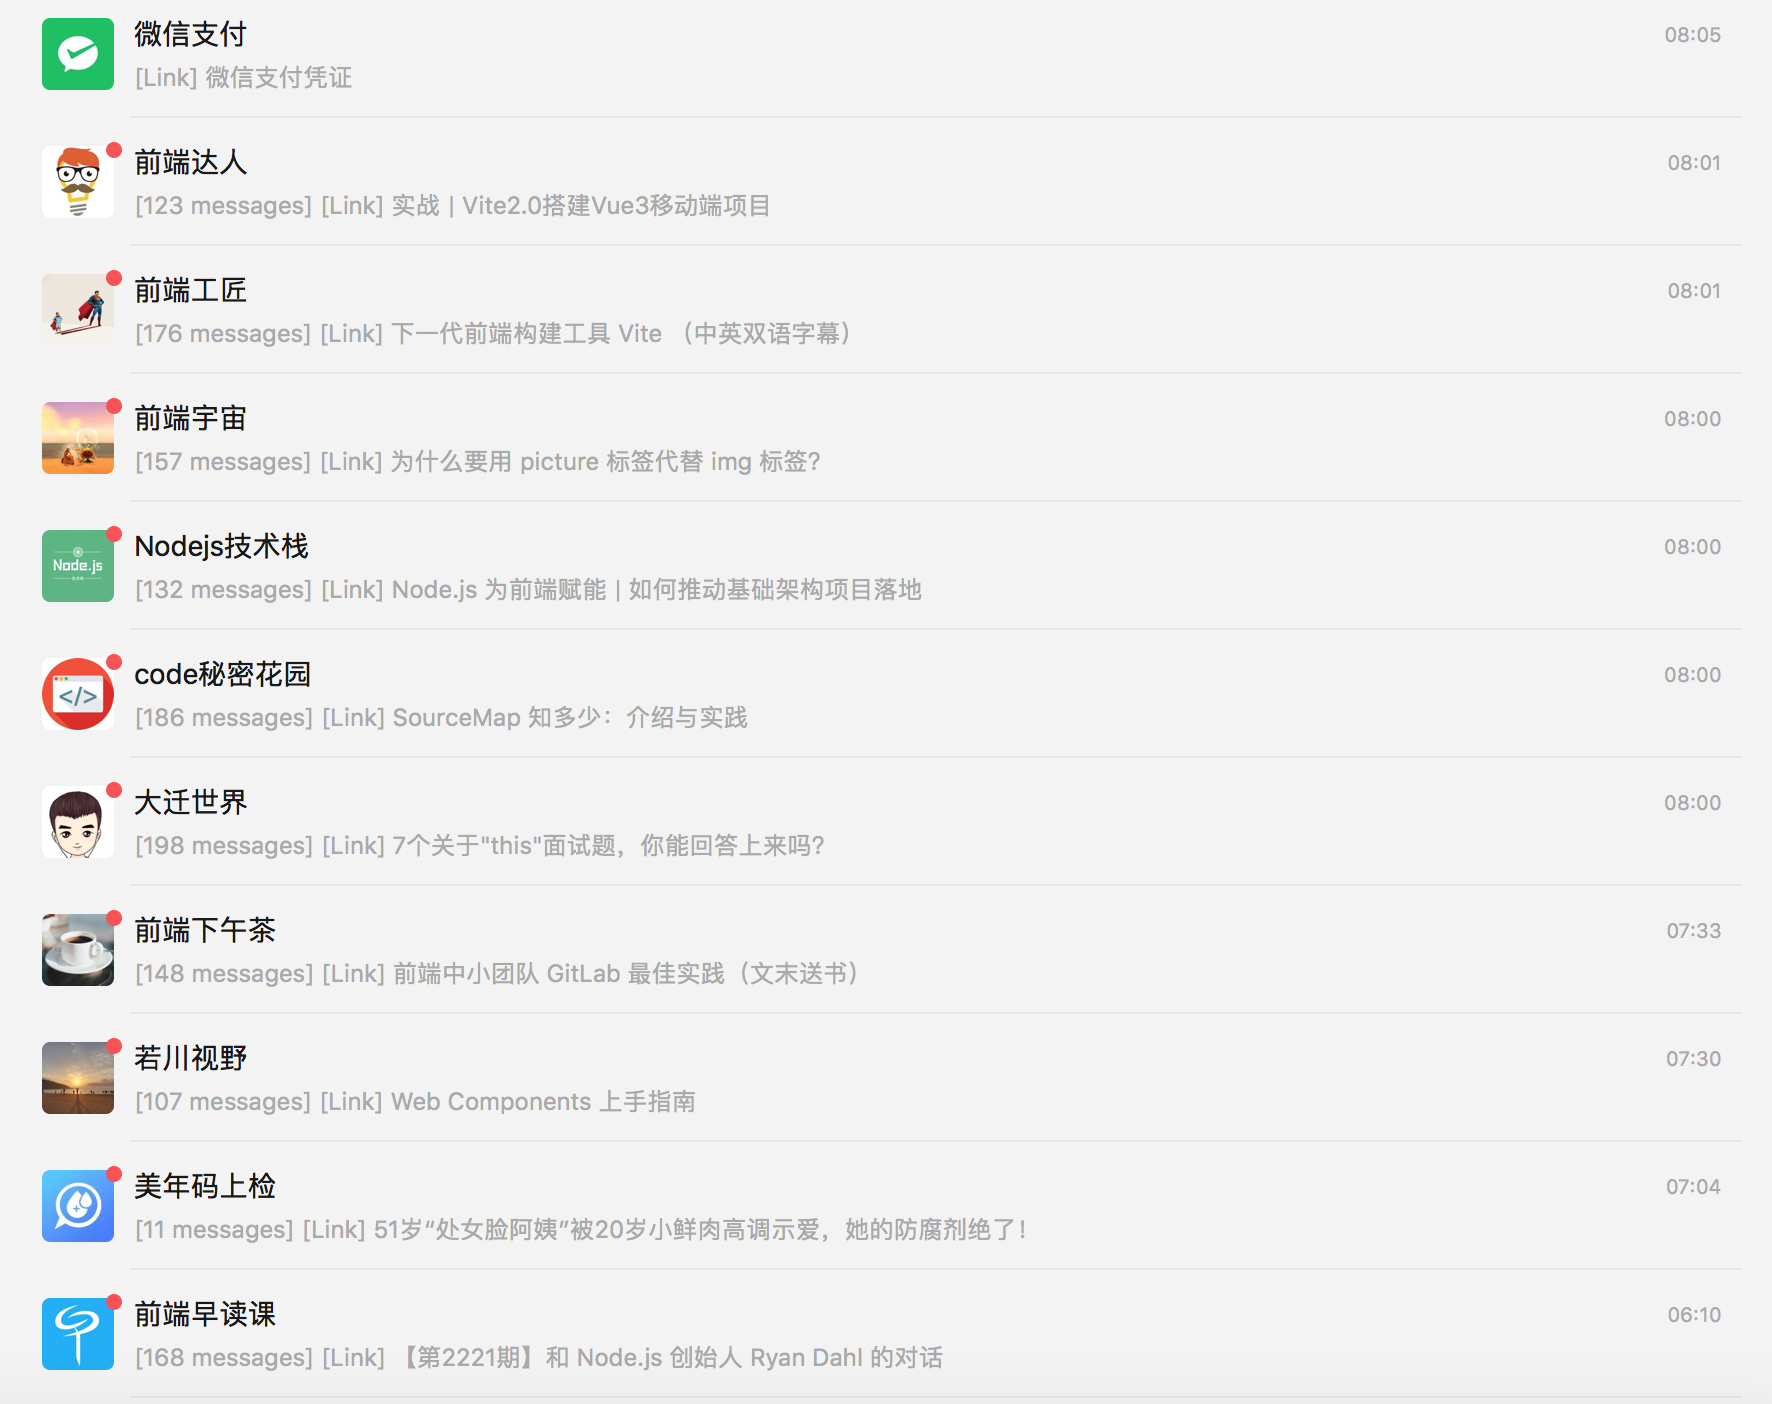 微信支付
08:05
[Link] 微信支付凭证
前端达人
08:01
[123 messages] [Link] 实战 | Vite2.0搭建Vue3移动端项目
前端工匠
08:01
[176 messages] [Link] 下一代前端构建工具 Vite （中英双语字幕）
前端宇宙
08:00
[157 messages] [Link] 为什么要用 picture 标签代替 img 标签?
Nodejs技术栈
08:00
[132 messages] [Link] Node.js 为前端赋能 | 如何推动基础架构项目落地
Node.js
code秘密花园
08:00
[186 messages] [Link] SourceMap 知多少：介绍与实践
</>
大迁世界
08:00
[198 messages] [Link] 7个关于"this"面试题，你能回答上来吗?
前端下午茶
07:33
[148 messages] [Link] 前端中小团队 GitLab 最佳实践（文末送书）
若川视野
07:30
[107 messages] [Link] Web Components 上手指南
美年码上检
07:04
[11 messages] [Link] 51岁“处女脸阿姨”被20岁小鲜肉高调示爱，她的防腐剂绝了！
前端早读课
06:10
[168 messages] [Link] 【第2221期】和 Node.js 创始人 Ryan Dahl 的对话